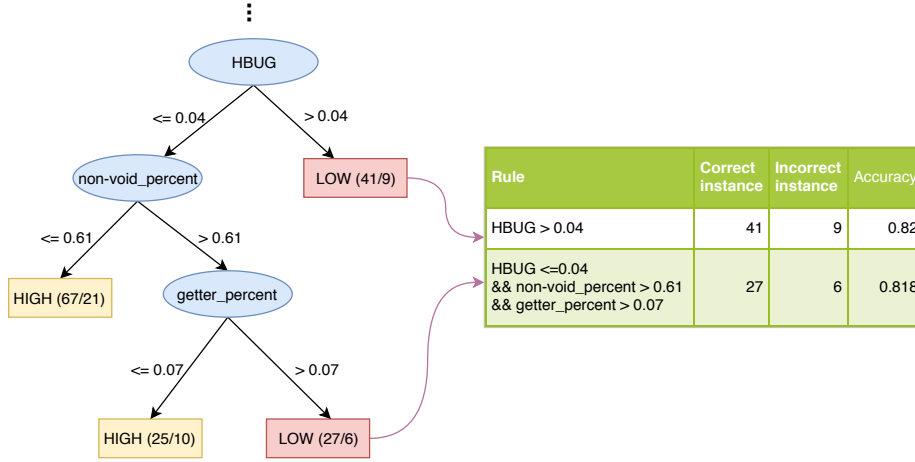 ⋮
HBUG
<= 0.04
> 0.04
non-void_percent
LOW (41/9)
<= 0.61
> 0.61
HIGH (67/21)
getter_percent
<= 0.07
> 0.07
HIGH (25/10)
LOW (27/6)
Rule Correct instance Incorrect instance Accuracy
HBUG > 0.04 41 9 0.82
HBUG <=0.04
&& non-void_percent > 0.61 27 6 0.818
&& getter_percent > 0.07